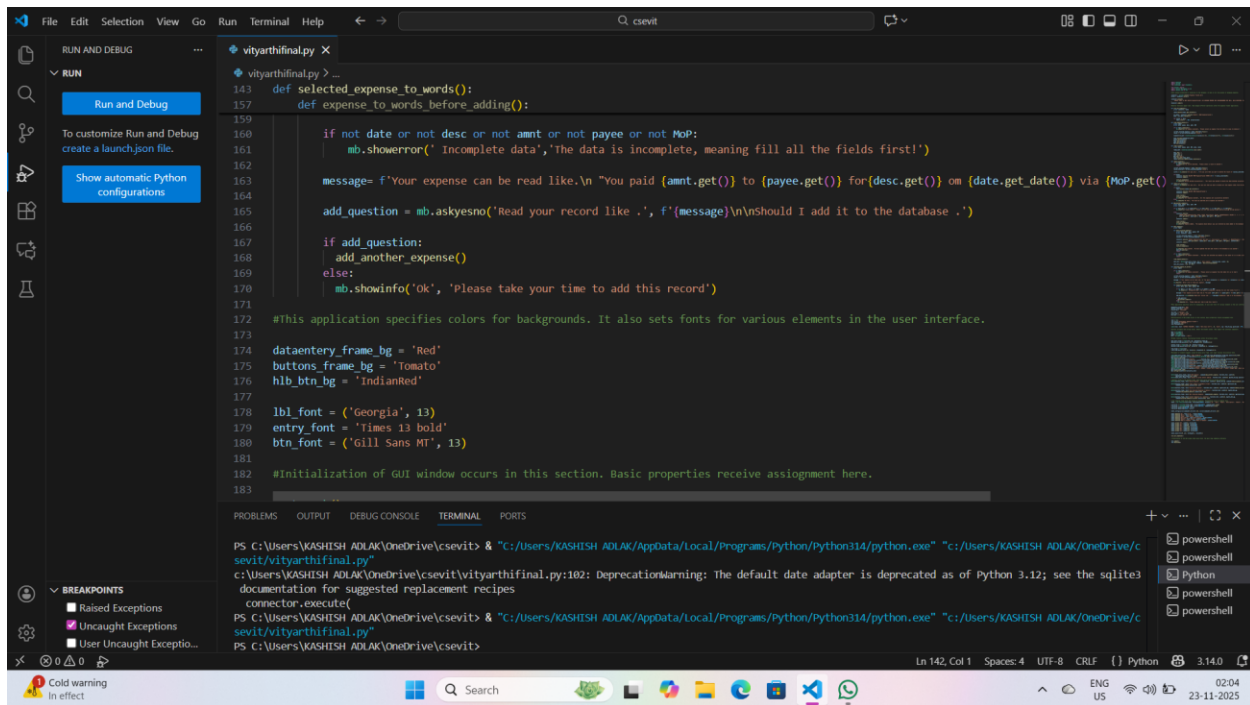 File Edit Selection View Go Run Terminal Help
csevit
RUN AND DEBUG
RUN
Run and Debug
To customize Run and Debug
create a launch.json file.
Show automatic Python
configurations
BREAKPOINTS
Raised Exceptions
Uncaught Exceptions
User Uncaught Exceptio...
vityarthifinal.py
vityarthifinal.py > ...
143 def selected_expense_to_words():
157 def expense_to_words_before_adding():
159
160 if not date or not desc or not amnt or not payee or not MoP:
161 mb.showerror(' Incomplete data','The data is incomplete, meaning fill all the fields first!')
162
163 message= f'Your expense can be read like.\n "You paid {amnt.get()} to {payee.get()} for{desc.get()} om {date.get_date()} via {MoP.get()
164
165 add_question = mb.askyesno('Read your record like .', f'{message}\n\nShould I add it to the database .')
166
167 if add_question:
168 add_another_expense()
169 else:
170 mb.showinfo('Ok', 'Please take your time to add this record')
171
172 #This application specifies colors for backgrounds. It also sets fonts for various elements in the user interface.
173
174 dataentery_frame_bg = 'Red'
175 buttons_frame_bg = 'Tomato'
176 hlb_btn_bg = 'IndianRed'
177
178 lbl_font = ('Georgia', 13)
179 entry_font = 'Times 13 bold'
180 btn_font = ('Gill Sans MT', 13)
181
182 #Initialization of GUI window occurs in this section. Basic properties receive assiognment here.
183
PROBLEMS OUTPUT DEBUG CONSOLE TERMINAL PORTS
PS C:\Users\KASHISH ADLAK\OneDrive\csevit> & "C:/Users/KASHISH ADLAK/AppData/Local/Programs/Python/Python314/python.exe" "c:/Users/KASHISH ADLAK/OneDrive/c
sevit/vityarthifinal.py"
c:\Users\KASHISH ADLAK\OneDrive\csevit\vityarthifinal.py:102: DeprecationWarning: The default date adapter is deprecated as of Python 3.12; see the sqlite3
documentation for suggested replacement recipes
connector.execute(
PS C:\Users\KASHISH ADLAK\OneDrive\csevit> & "C:/Users/KASHISH ADLAK/AppData/Local/Programs/Python/Python314/python.exe" "c:/Users/KASHISH ADLAK/OneDrive/c
sevit/vityarthifinal.py"
PS C:\Users\KASHISH ADLAK\OneDrive\csevit>
powershell
powershell
Python
powershell
powershell
0 0 Ln 142, Col 1 Spaces: 4 UTF-8 CRLF {} Python 3.14.0
1 Cold warning
In effect
Search
ENG
US
02:04
23-11-2025